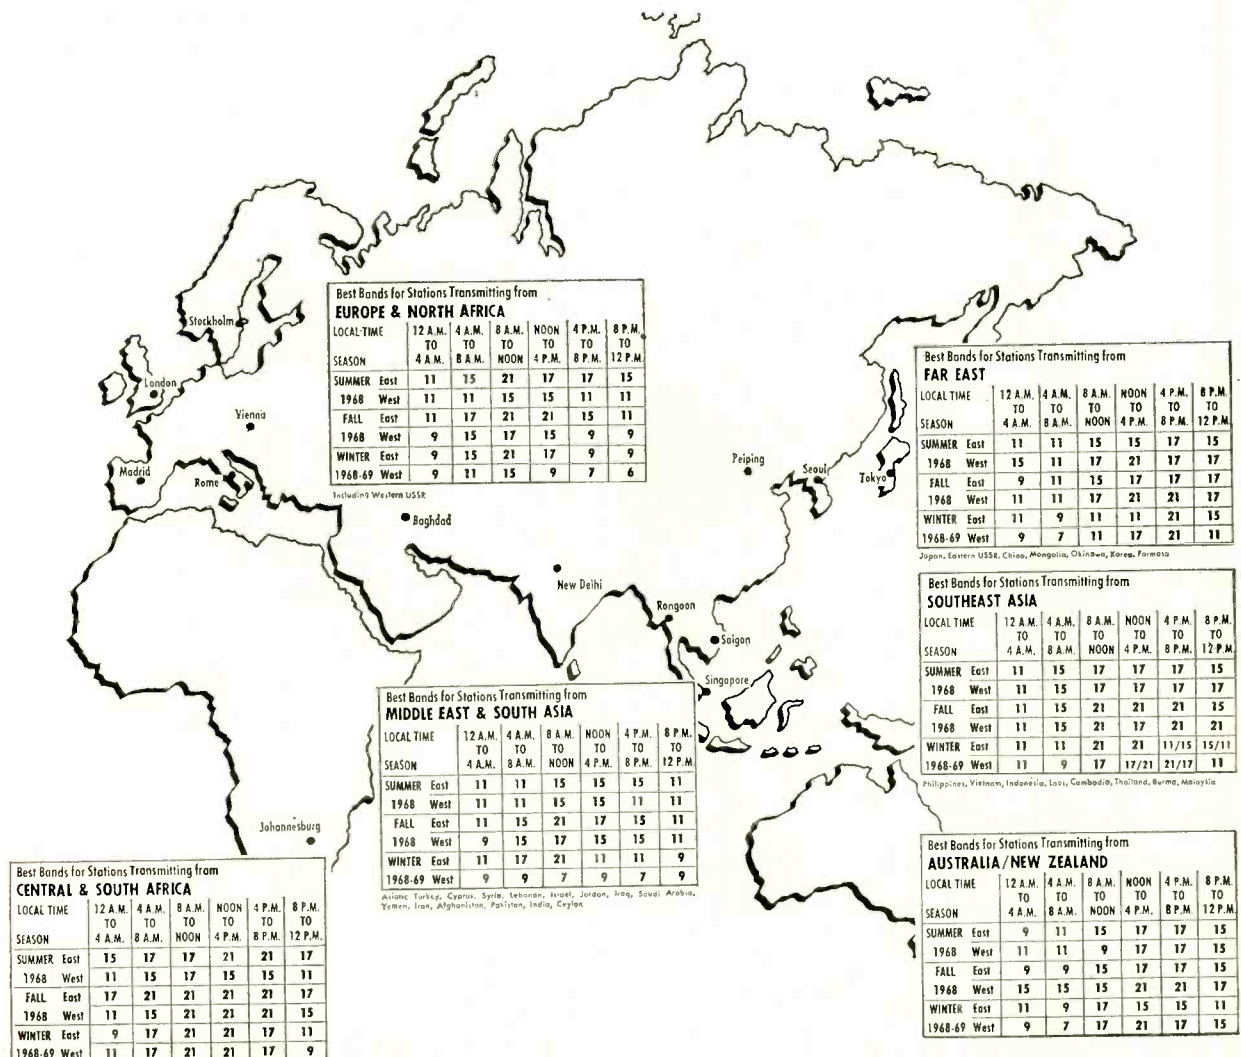 Stockholm
London
Vienna
Madrid
Rome
Baghdad
New Delhi
Peiping
Seoul
Tokyo
Rongoon
Saigon
Singapore
Johannesburg
Best Bands for Stations Transmitting from
EUROPE & NORTH AFRICA
LOCAL TIME 12 A.M. 4 A.M. 8 A.M. NOON 4 P.M. 8 P.M.
TO TO TO TO TO TO
SEASON 4 A.M. 8 A.M. NOON 4 P.M. 8 P.M. 12 P.M.
SUMMER East 11 15 21 17 17 15
1968 West 11 11 15 15 11 11
FALL East 11 17 21 21 15 11
1968 West 9 15 17 15 9 9
WINTER East 9 15 21 17 9 9
1968-69 West 9 11 15 9 7 6
Including Western USSR
Best Bands for Stations Transmitting from
FAR EAST
LOCAL TIME 12 A.M. 4 A.M. 8 A.M. NOON 4 P.M. 8 P.M.
TO TO TO TO TO TO
SEASON 4 A.M. 8 A.M. NOON 4 P.M. 8 P.M. 12 P.M.
SUMMER East 11 11 15 15 17 15
1968 West 15 11 17 21 17 17
FALL East 9 11 15 17 17 17
1968 West 11 11 17 21 21 17
WINTER East 11 9 11 11 21 15
1968-69 West 9 7 11 17 21 11
Japan, Eastern USSR, China, Mongolia, Okinawa, Korea, Formosa
Best Bands for Stations Transmitting from
SOUTHEAST ASIA
LOCAL TIME 12 A.M. 4 A.M. 8 A.M. NOON 4 P.M. 8 P.M.
TO TO TO TO TO TO
SEASON 4 A.M. 8 A.M. NOON 4 P.M. 8 P.M. 12 P.M.
SUMMER East 11 15 17 17 17 15
1968 West 11 15 17 17 17 17
FALL East 11 15 21 21 21 15
1968 West 11 15 21 17 21 21
WINTER East 11 11 21 21 11/15 15/11
1968-69 West 11 9 17 17/21 21/17 11
Philippines, Vietnam, Indonesia, Laos, Cambodia, Thailand, Burma, Malaysia
Best Bands for Stations Transmitting from
MIDDLE EAST & SOUTH ASIA
LOCAL TIME 12 A.M. 4 A.M. 8 A.M. NOON 4 P.M. 8 P.M.
TO TO TO TO TO TO
SEASON 4 A.M. 8 A.M. NOON 4 P.M. 8 P.M. 12 P.M.
SUMMER East 11 11 15 15 15 11
1968 West 11 11 15 15 11 11
FALL East 11 15 21 17 15 11
1968 West 9 15 17 15 15 11
WINTER East 11 17 21 11 11 9
1968-69 West 9 9 7 9 7 9
Asiatic Turkey, Cyprus, Syria, Lebanon, Israel, Jordan, Iraq, Saudi Arabia,
Yemen, Iran, Afghanistan, Pakistan, India, Ceylon
Best Bands for Stations Transmitting from
AUSTRALIA/NEW ZEALAND
LOCAL TIME 12 A.M. 4 A.M. 8 A.M. NOON 4 P.M. 8 P.M.
TO TO TO TO TO TO
SEASON 4 A.M. 8 A.M. NOON 4 P.M. 8 P.M. 12 P.M.
SUMMER East 9 11 15 17 17 15
1968 West 11 11 9 17 17 15
FALL East 9 9 15 17 17 15
1968 West 15 15 15 21 21 17
WINTER East 11 9 17 15 15 11
1968-69 West 9 7 17 21 17 15
Best Bands for Stations Transmitting from
CENTRAL & SOUTH AFRICA
LOCAL TIME 12 A.M. 4 A.M. 8 A.M. NOON 4 P.M. 8 P.M.
TO TO TO TO TO TO
SEASON 4 A.M. 8 A.M. NOON 4 P.M. 8 P.M. 12 P.M.
SUMMER East 15 17 17 21 21 17
1968 West 11 15 17 15 15 11
FALL East 17 21 21 21 21 17
1968 West 11 15 21 21 21 15
WINTER East 9 17 21 21 17 11
1968-69 West 11 17 21 21 17 9